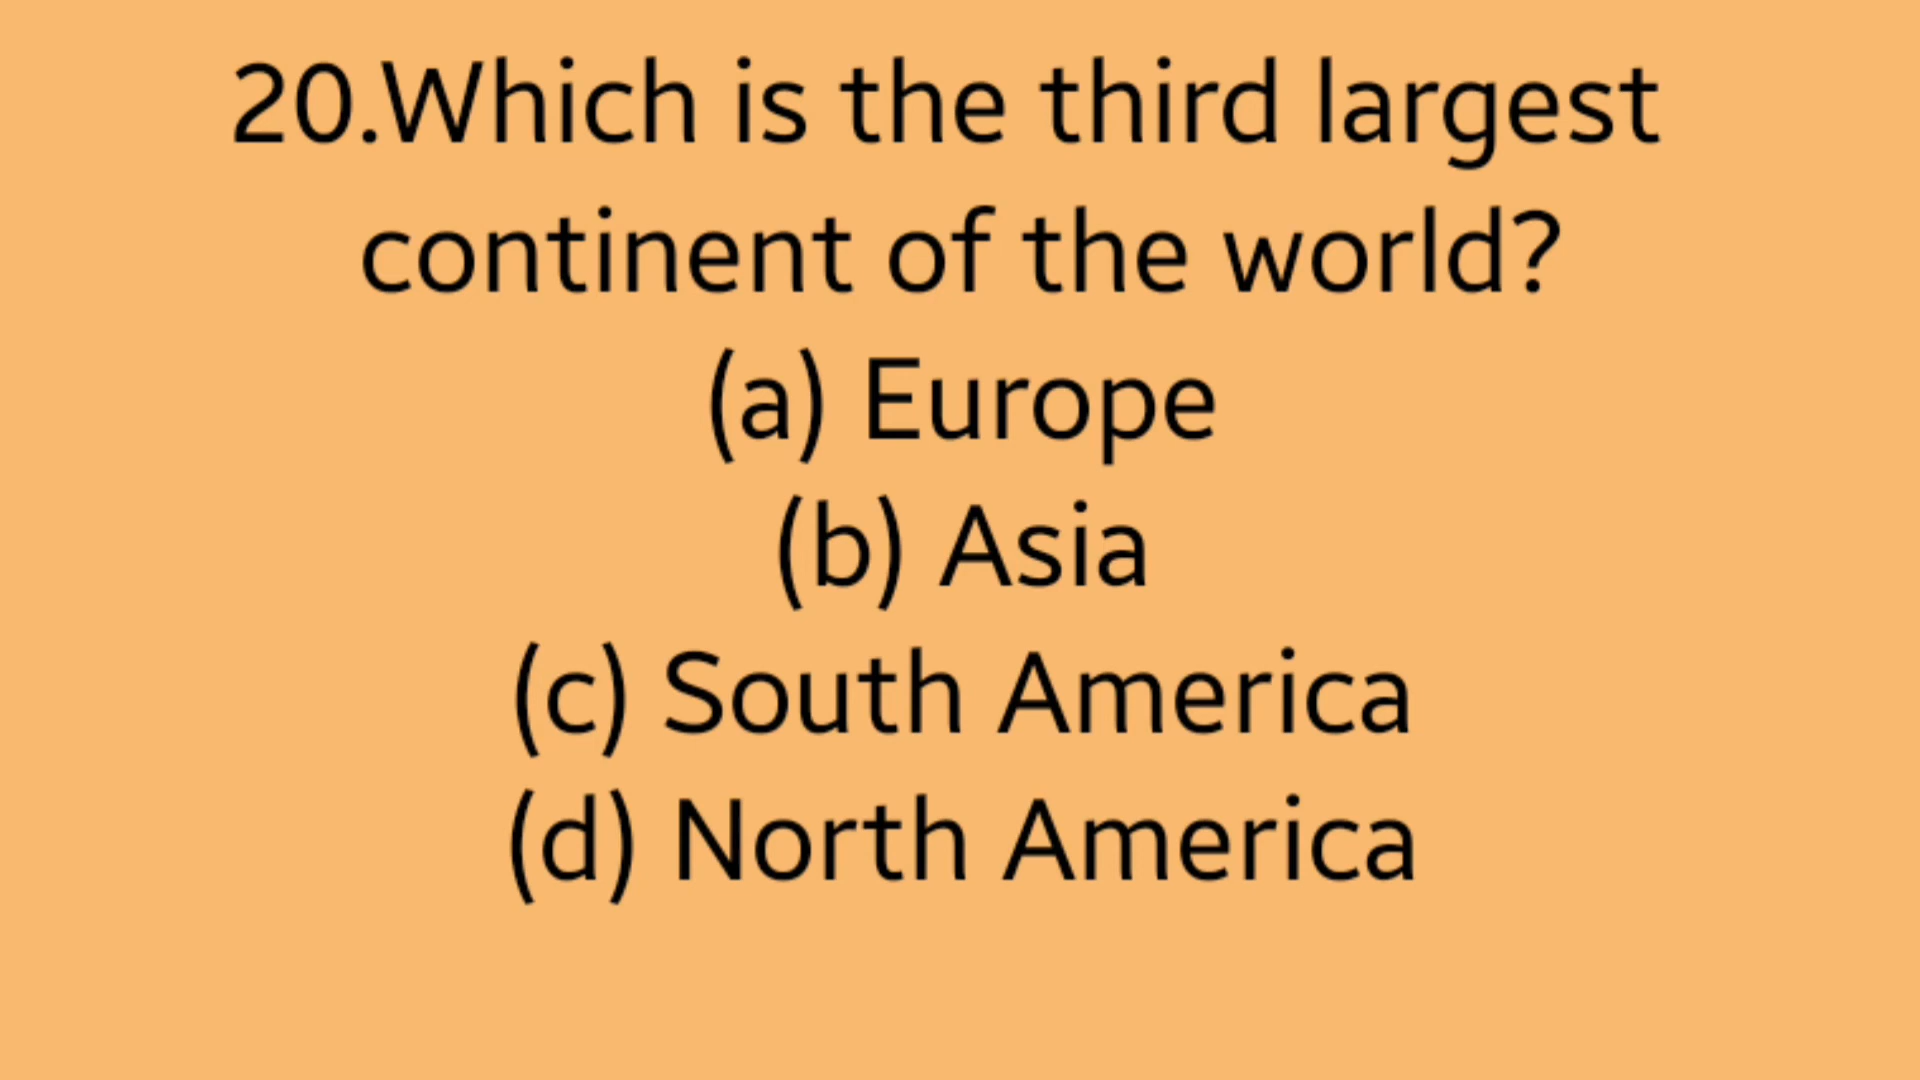 20.Which is the third largest
continent of the world?
(a) Europe
(b) Asia
(c) South America
(d) North America